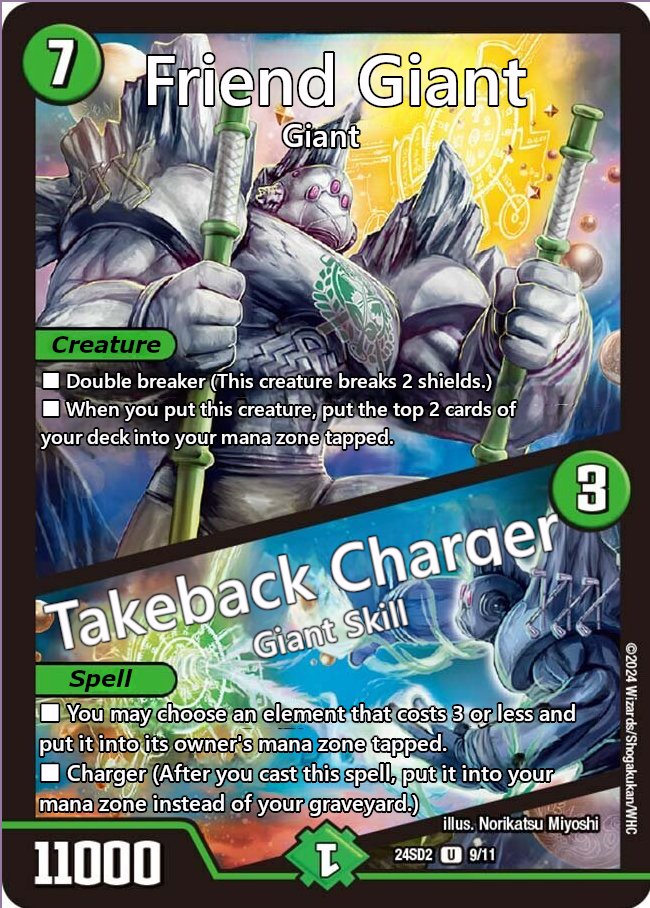 7
Friend Giant
Giant
Creature
■ Double breaker (This creature breaks 2 shields.)
■ When you put this creature, put the top 2 cards of
your deck into your mana zone tapped.
3
Takeback Charger
Giant Skill
Spell
■ You may choose an element that costs 3 or less and
put it into its owner's mana zone tapped.
■ Charger (After you cast this spell, put it into your
mana zone instead of your graveyard.)
illus. Norikatsu Miyoshi
©2024 Wizards/Shogakukan/WHC
11000
1
24SD2 U 9/11